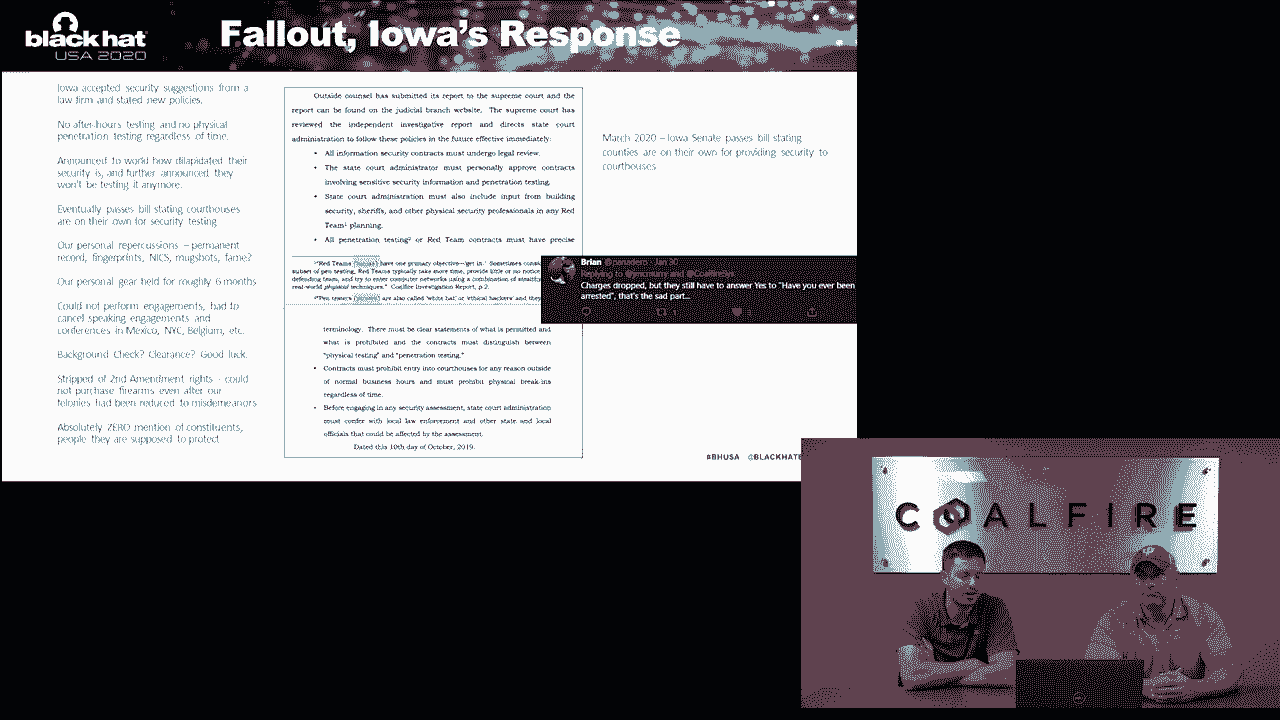 black hat
USA 2020
Fallout, Iowa's Response
Iowa accepted security suggestions from a
law firm and stated new policies.
No after-hours testing and no physical
penetration testing regardless of time.
Announced to world how dilapidated their
security is, and further announced they
won't be testing it anymore.
Eventually passes bill stating courthouses
are on their own for security testing
Our personal repercussions – permanent
record, fingerprints, NICS, mugshots, fame?
Our personal gear held for roughly 6 months
Could not perform engagements, had to
cancel speaking engagements and
conferences in Mexico, NYC, Belgium, etc.
Background Check? Clearance? Good luck.
Stripped of 2nd Amendment rights - could
not purchase firearms even after our
felonies had been reduced to misdemeanors
Absolutely ZERO mention of constituents,
people they are supposed to protect
Outside counsel has submitted its report to the supreme court and the
report can be found on the judicial branch website. The supreme court has
reviewed the independent investigative report and directs state court
administration to follow these policies in the future effective immediately:
• All information security contracts must undergo legal review.
• The state court administrator must personally approve contracts
involving sensitive security information and penetration testing.
• State court administration must also include input from building
security, sheriffs, and other physical security professionals in any Red
Team¹ planning.
• All penetration testing² or Red Team contracts must have precise
¹"Red Teams have one primary objective—'get in.' Sometimes
subset of pen testing, Red Teams typically take more time, provide little or no notice
defending team, and try to enter computer networks using a combination of
real-world physical techniques." Coalfire Investigation Report, p.2.
²"Pen testers are also called 'white hat' or 'ethical hackers' and they
terminology. There must be clear statements of what is permitted and
what is prohibited and the contracts must distinguish between
"physical testing" and "penetration testing."
• Contracts must prohibit entry into courthouses for any reason outside
of normal business hours and must prohibit physical break-ins
regardless of time.
• Before engaging in any security assessment, state court administration
must confer with local law enforcement and other state and local
officials that could be affected by the assessment.
Dated this 10th day of October, 2019.
March 2020 – Iowa Senate passes bill stating
counties are on their own for providing security to
courthouses
Brian @panadero · Jan 30
Replying to @jmcmurry and @Coalfire
Charges dropped, but they still have to answer Yes to "Have you ever been
arrested", that's the sad part...
#BHUSA @BLACKHAT
COALFIRE